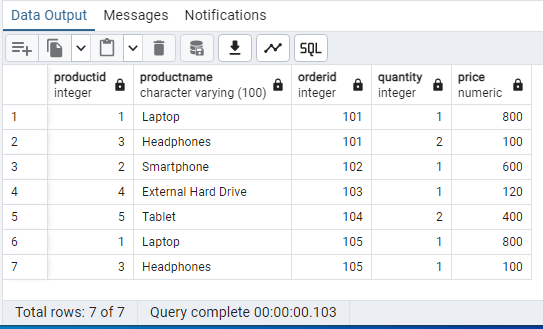 Data Output Messages Notifications
SQL
productid productname orderid quantity price
integer character varying (100) integer integer numeric
1 1 Laptop 101 1 800
2 3 Headphones 101 2 100
3 2 Smartphone 102 1 600
4 4 External Hard Drive 103 1 120
5 5 Tablet 104 2 400
6 1 Laptop 105 1 800
7 3 Headphones 105 1 100
Total rows: 7 of 7 Query complete 00:00:00.103